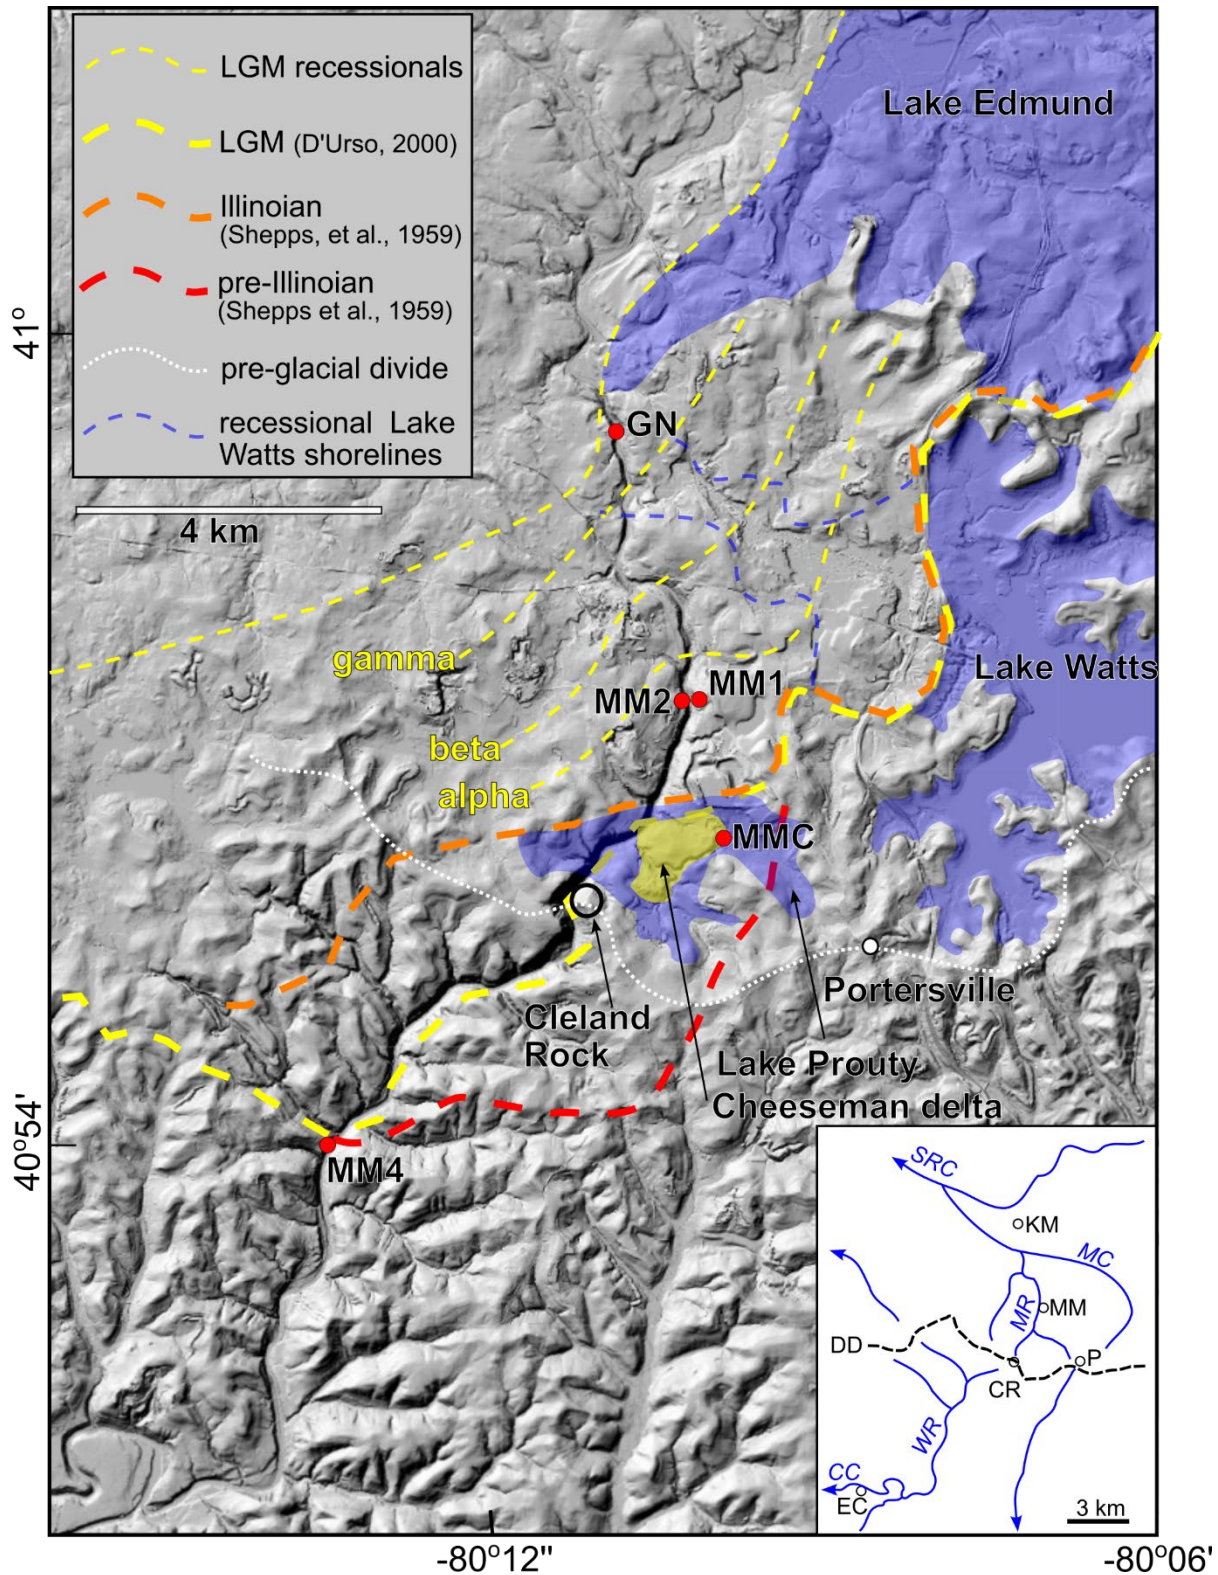 LGM recessionals
LGM (D'Urso, 2000)
Illinoian
(Shepps, et al., 1959)
pre-Illinoian
(Shepps et al., 1959)
pre-glacial divide
recessional Lake
Watts shorelines
4 km
Lake Edmund
41°
GN
gamma
Lake Watts
MM2
MM1
beta
alpha
MMC
Portersville
Cleland
Rock
Lake Prouty
Cheeseman delta
40°54'
MM4
SRC
KM
MC
MR
MM
DD
P
CR
WR
CC
EC
3 km
-80°12"
-80°06'